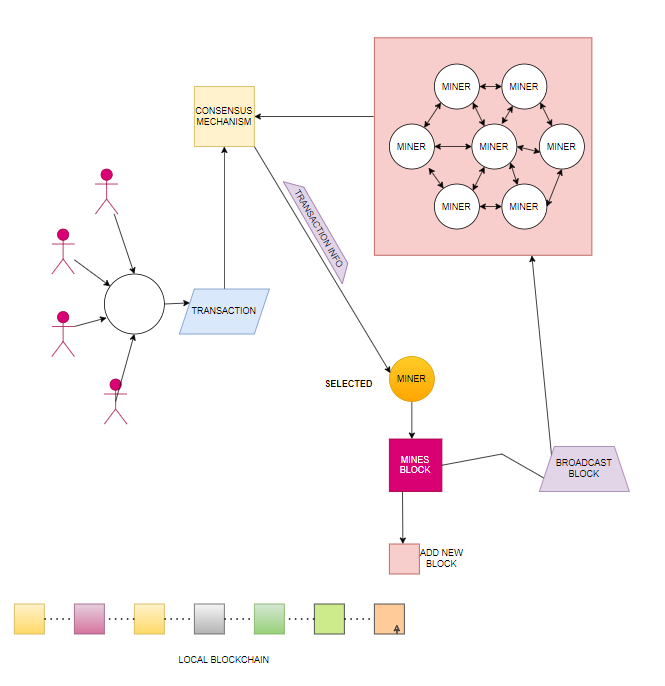 MINER
MINER
CONSENSUS
MECHANISM
MINER
MINER
MINER
MINER
MINER
TRANSACTION INFO
TRANSACTION
SELECTED
MINER
MINES
BLOCK
BROADCAST
BLOCK
ADD NEW
BLOCK
LOCAL BLOCKCHAIN